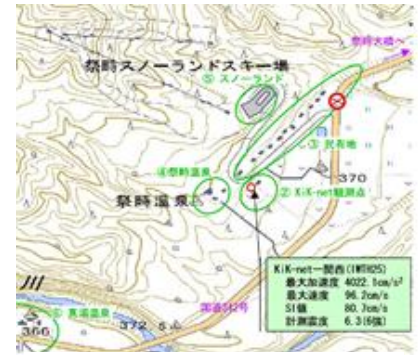 祭畤大橋へ
祭畤スノーランドスキー場
⑤ スノーランド
③ 民有地
④祭畤温泉
370
祭畤温泉
② KiK-net観測点
KiK-net一関西(IWTH25)
最大加速度 4022.1cm/s²
最大速度 96.2cm/s
SI値 80.7cm/s
計測震度 6.3(6強)
川
国道342号
真湯温泉
366
372.5